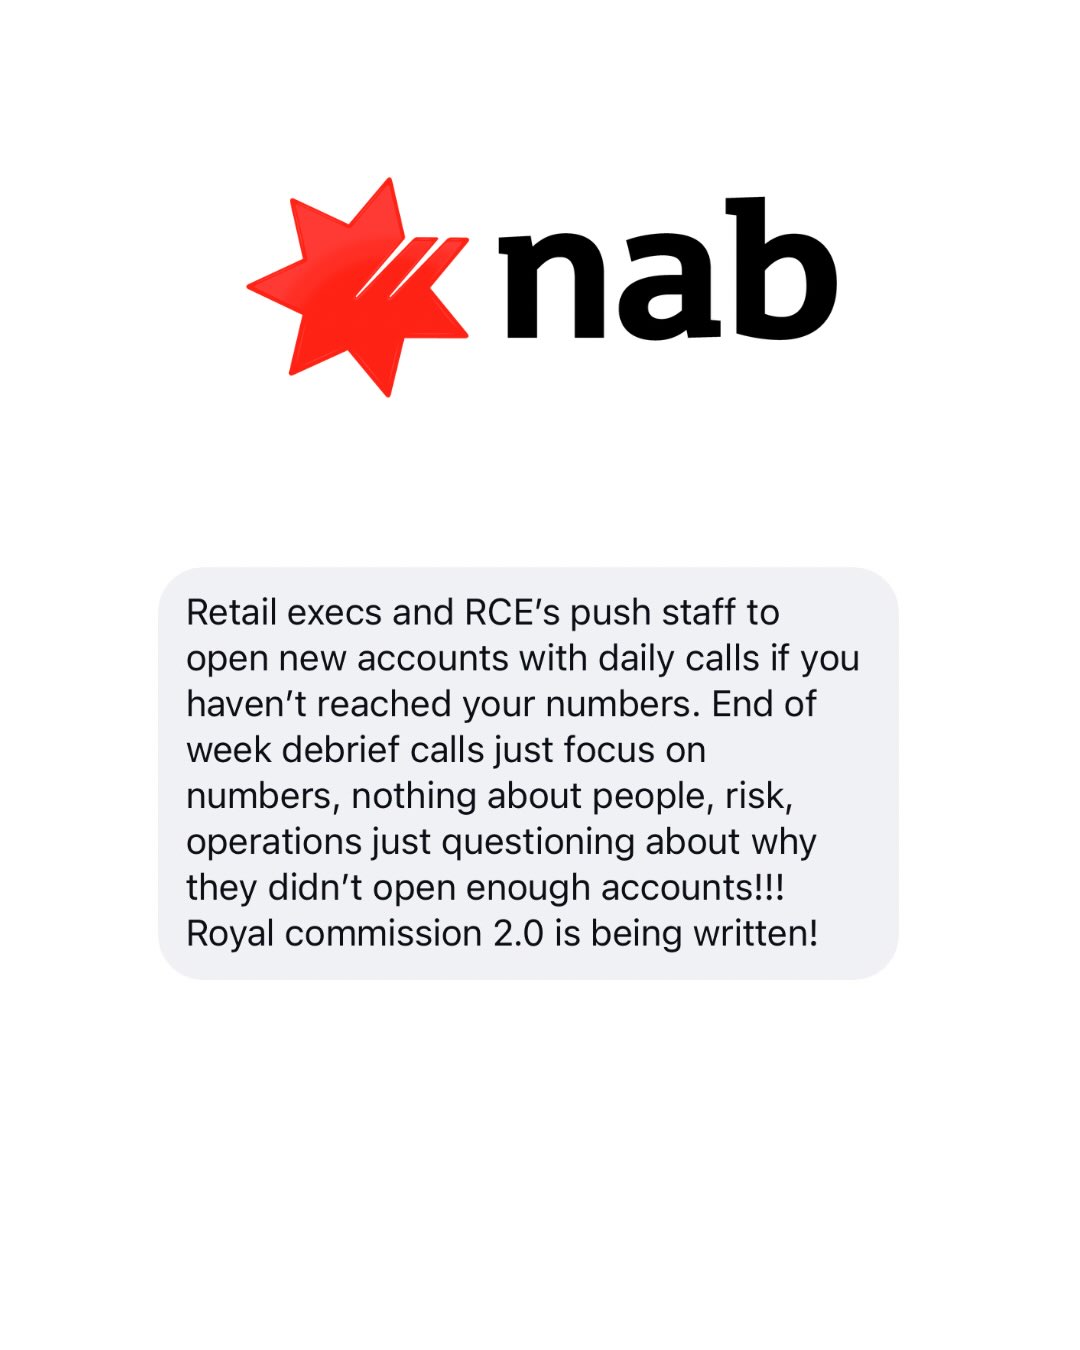 nab
Retail execs and RCE’s push staff to
open new accounts with daily calls if you
haven’t reached your numbers. End of
week debrief calls just focus on
numbers, nothing about people, risk,
operations just questioning about why
they didn’t open enough accounts!!!
Royal commission 2.0 is being written!